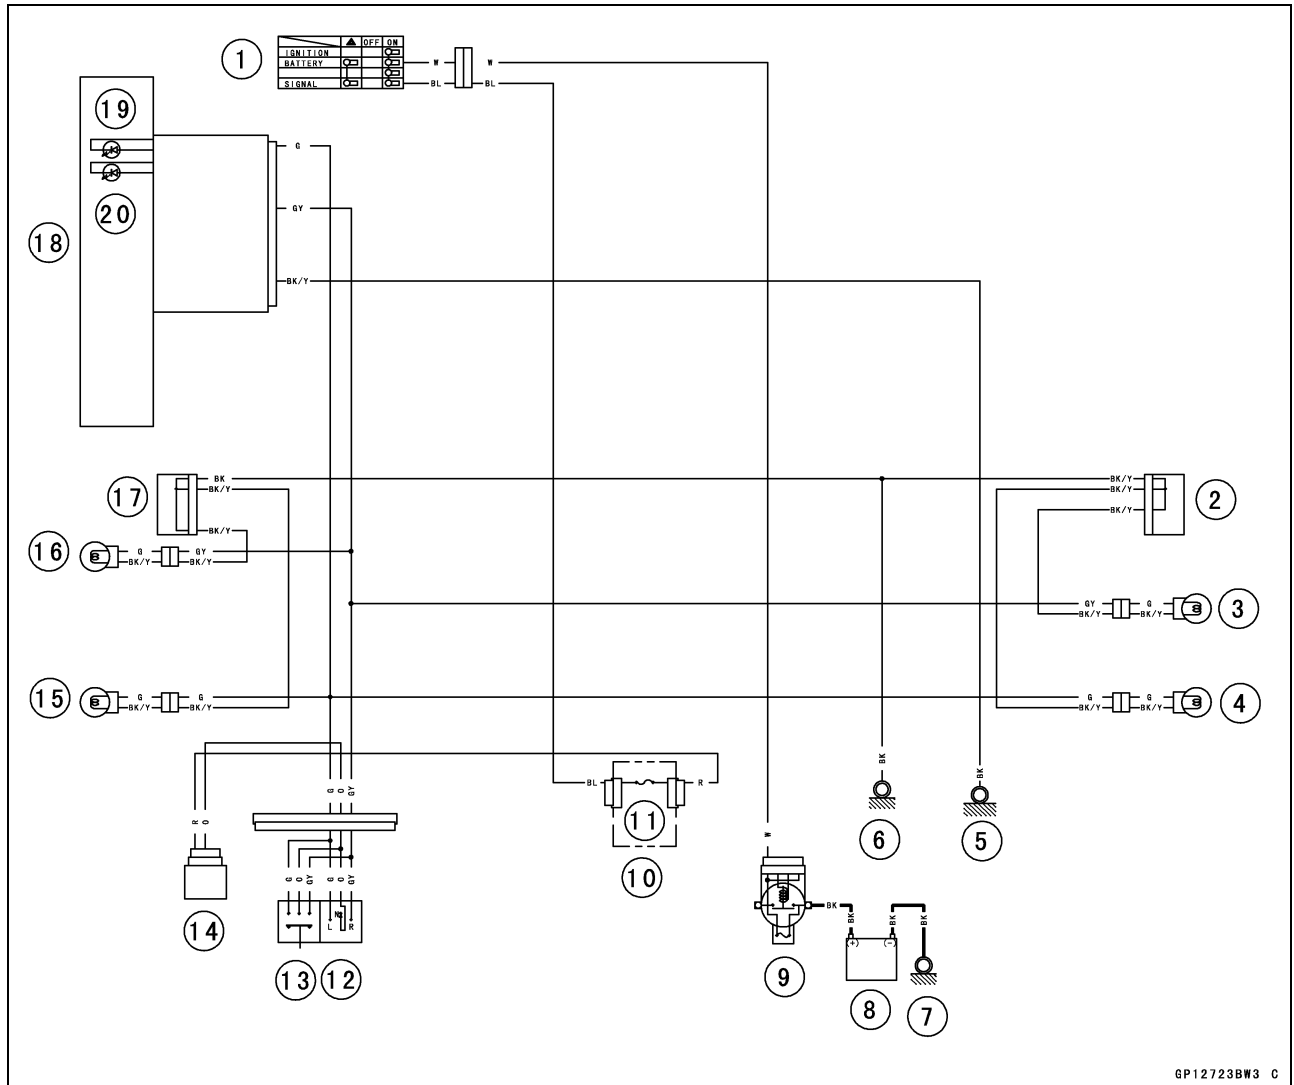 1
OFF ON
IGNITION
BATTERY
SIGNAL
W W
BL BL
19
G
20
GY
18
BK/Y
17
BK
BK/Y
BK/Y
BK/Y
BK/Y
BK/Y
2
16
G GY
BK/Y BK/Y
GY G
BK/Y BK/Y
3
15
G G
BK/Y BK/Y
G G
BK/Y BK/Y
4
R O
14
G O GY
G O GY G O GY
L N R
13 12
BL R
11
10
BK
6
BK
5
W
9
BK
BK BK BK
(+) (-)
8
7
GP12723BW3 C